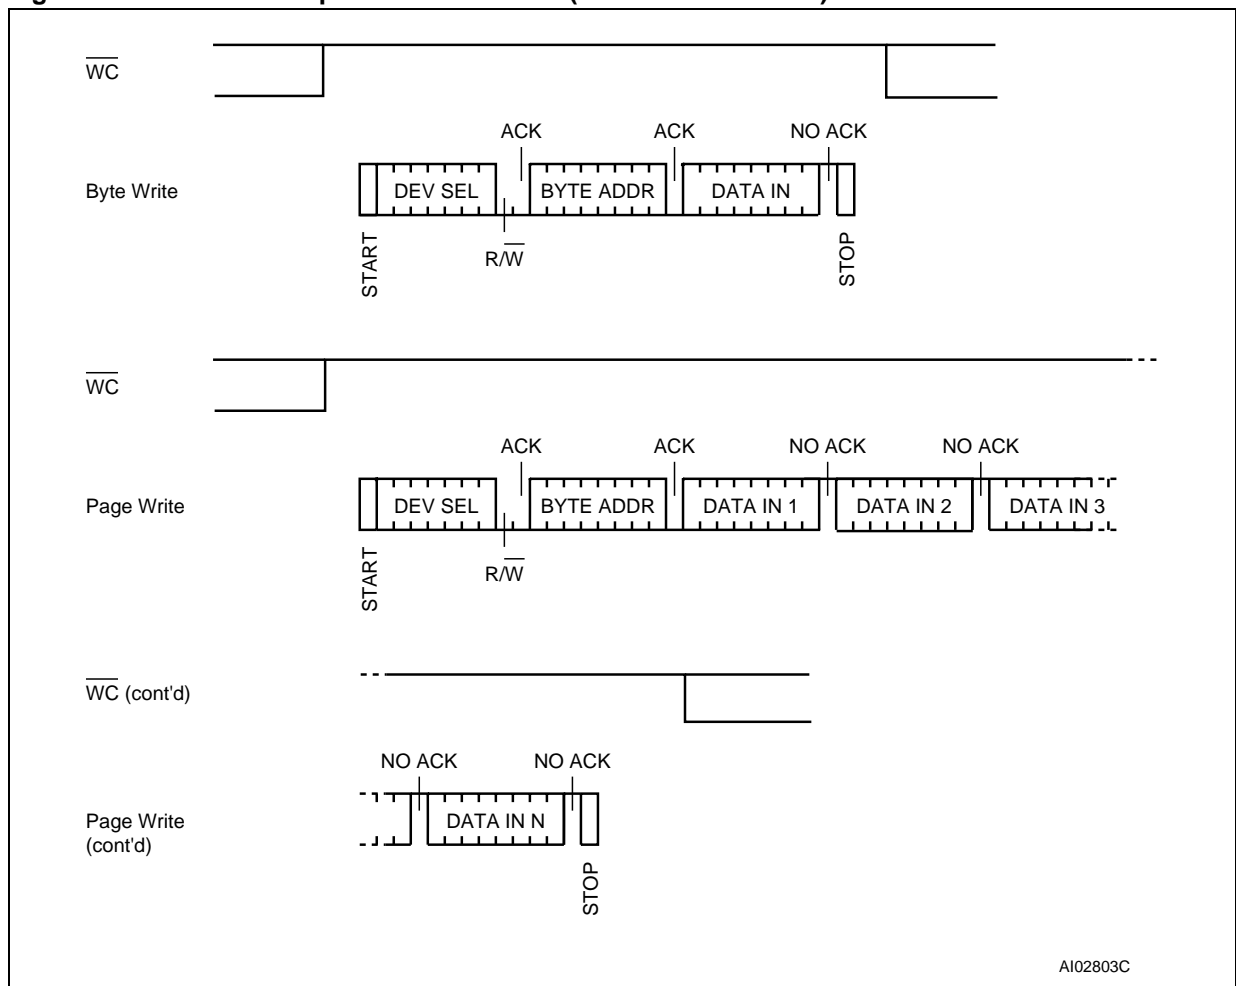 WC
ACK ACK NO ACK
Byte Write DEV SEL BYTE ADDR DATA IN
START R/W STOP
WC
ACK ACK NO ACK NO ACK
Page Write DEV SEL BYTE ADDR DATA IN 1 DATA IN 2 DATA IN 3
START R/W
WC (cont'd)
NO ACK NO ACK
Page Write DATA IN N
(cont'd)
STOP
AI02803C